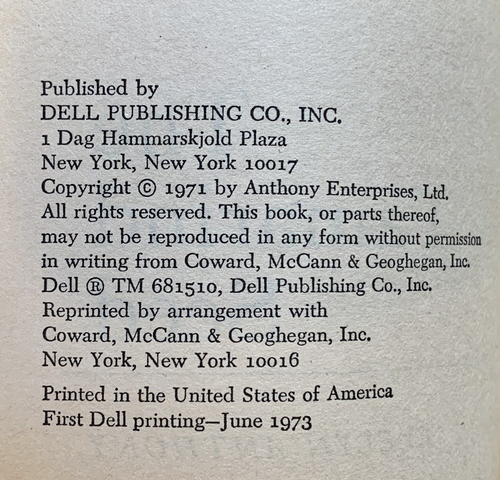 Published by
DELL PUBLISHING CO., INC.
1 Dag Hammarskjold Plaza
New York, New York 10017
Copyright © 1971 by Anthony Enterprises, Ltd.
All rights reserved. This book, or parts thereof,
may not be reproduced in any form without permission
in writing from Coward, McCann & Geoghegan, Inc.
Dell ® TM 681510, Dell Publishing Co., Inc.
Reprinted by arrangement with
Coward, McCann & Geoghegan, Inc.
New York, New York 10016
Printed in the United States of America
First Dell printing—June 1973